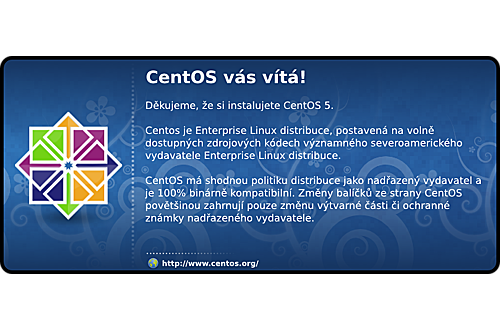 CentOS vás vítá!
Děkujeme, že si instalujete CentOS 5.
Centos je Enterprise Linux distribuce, postavená na volně
dostupných zdrojových kódech významného severoamerického
vydavatele Enterprise Linux distribuce.
CentOS má shodnou politiku distribuce jako nadřazený vydavatel a
je 100% binárně kompatibilní. Změny balíčků ze strany CentOS
povětšinou zahrnují pouze změnu výtvarné části či ochranné
známky nadřazeného vydavatele.
http://www.centos.org/